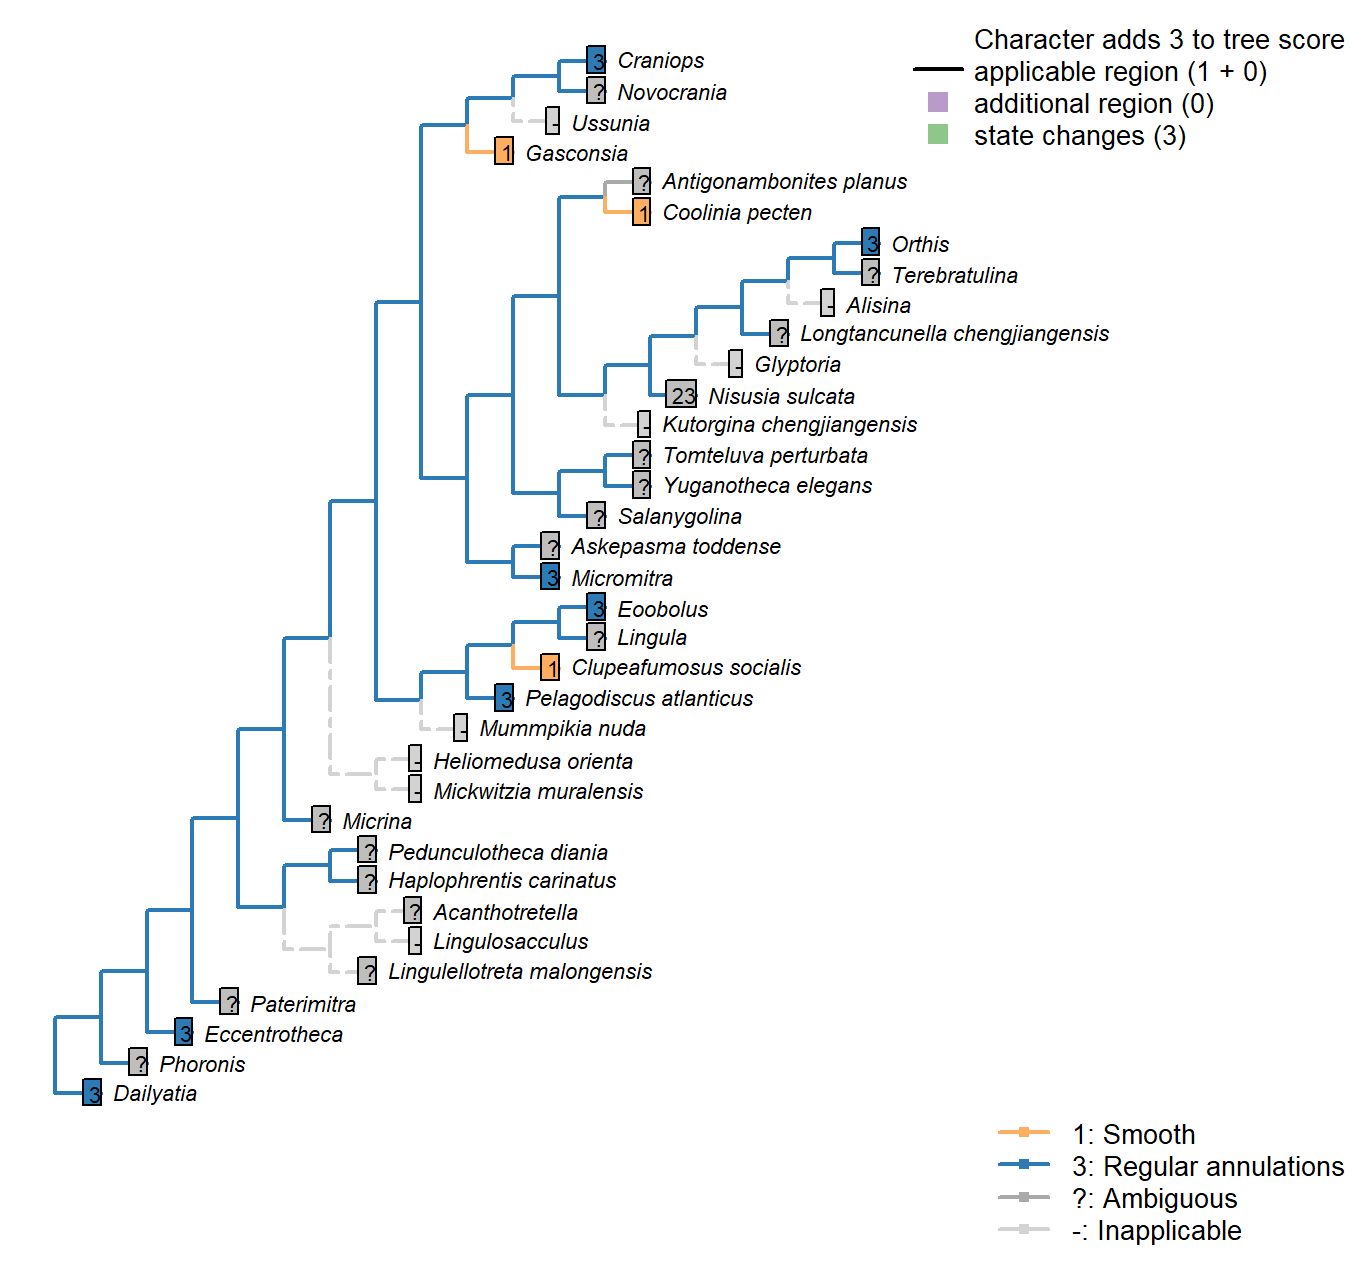 Character adds 3 to tree score
applicable region (1 + 0)
additional region (0)
state changes (3)
3 Craniops
? Novocrania
- Ussunia
1 Gasconsia
? Antigonambonites planus
1 Coolinia pecten
3 Orthis
? Terebratulina
- Alisina
? Longtancunella chengjiangensis
- Glyptoria
23 Nisusia sulcata
- Kutorgina chengjiangensis
? Tomteluva perturbata
? Yuganotheca elegans
? Salanygolina
? Askepasma toddense
3 Micromitra
3 Eoobolus
? Lingula
1 Clupeafumosus socialis
3 Pelagodiscus atlanticus
- Mummpikia nuda
- Heliomedusa orienta
- Mickwitzia muralensis
? Micrina
? Pedunculotheca diania
? Haplophrentis carinatus
? Acanthotretella
- Lingulosacculus
? Lingulellotreta malongensis
? Paterimitra
3 Eccentrotheca
? Phoronis
3 Dailyatia
1: Smooth
3: Regular annulations
?: Ambiguous
-: Inapplicable